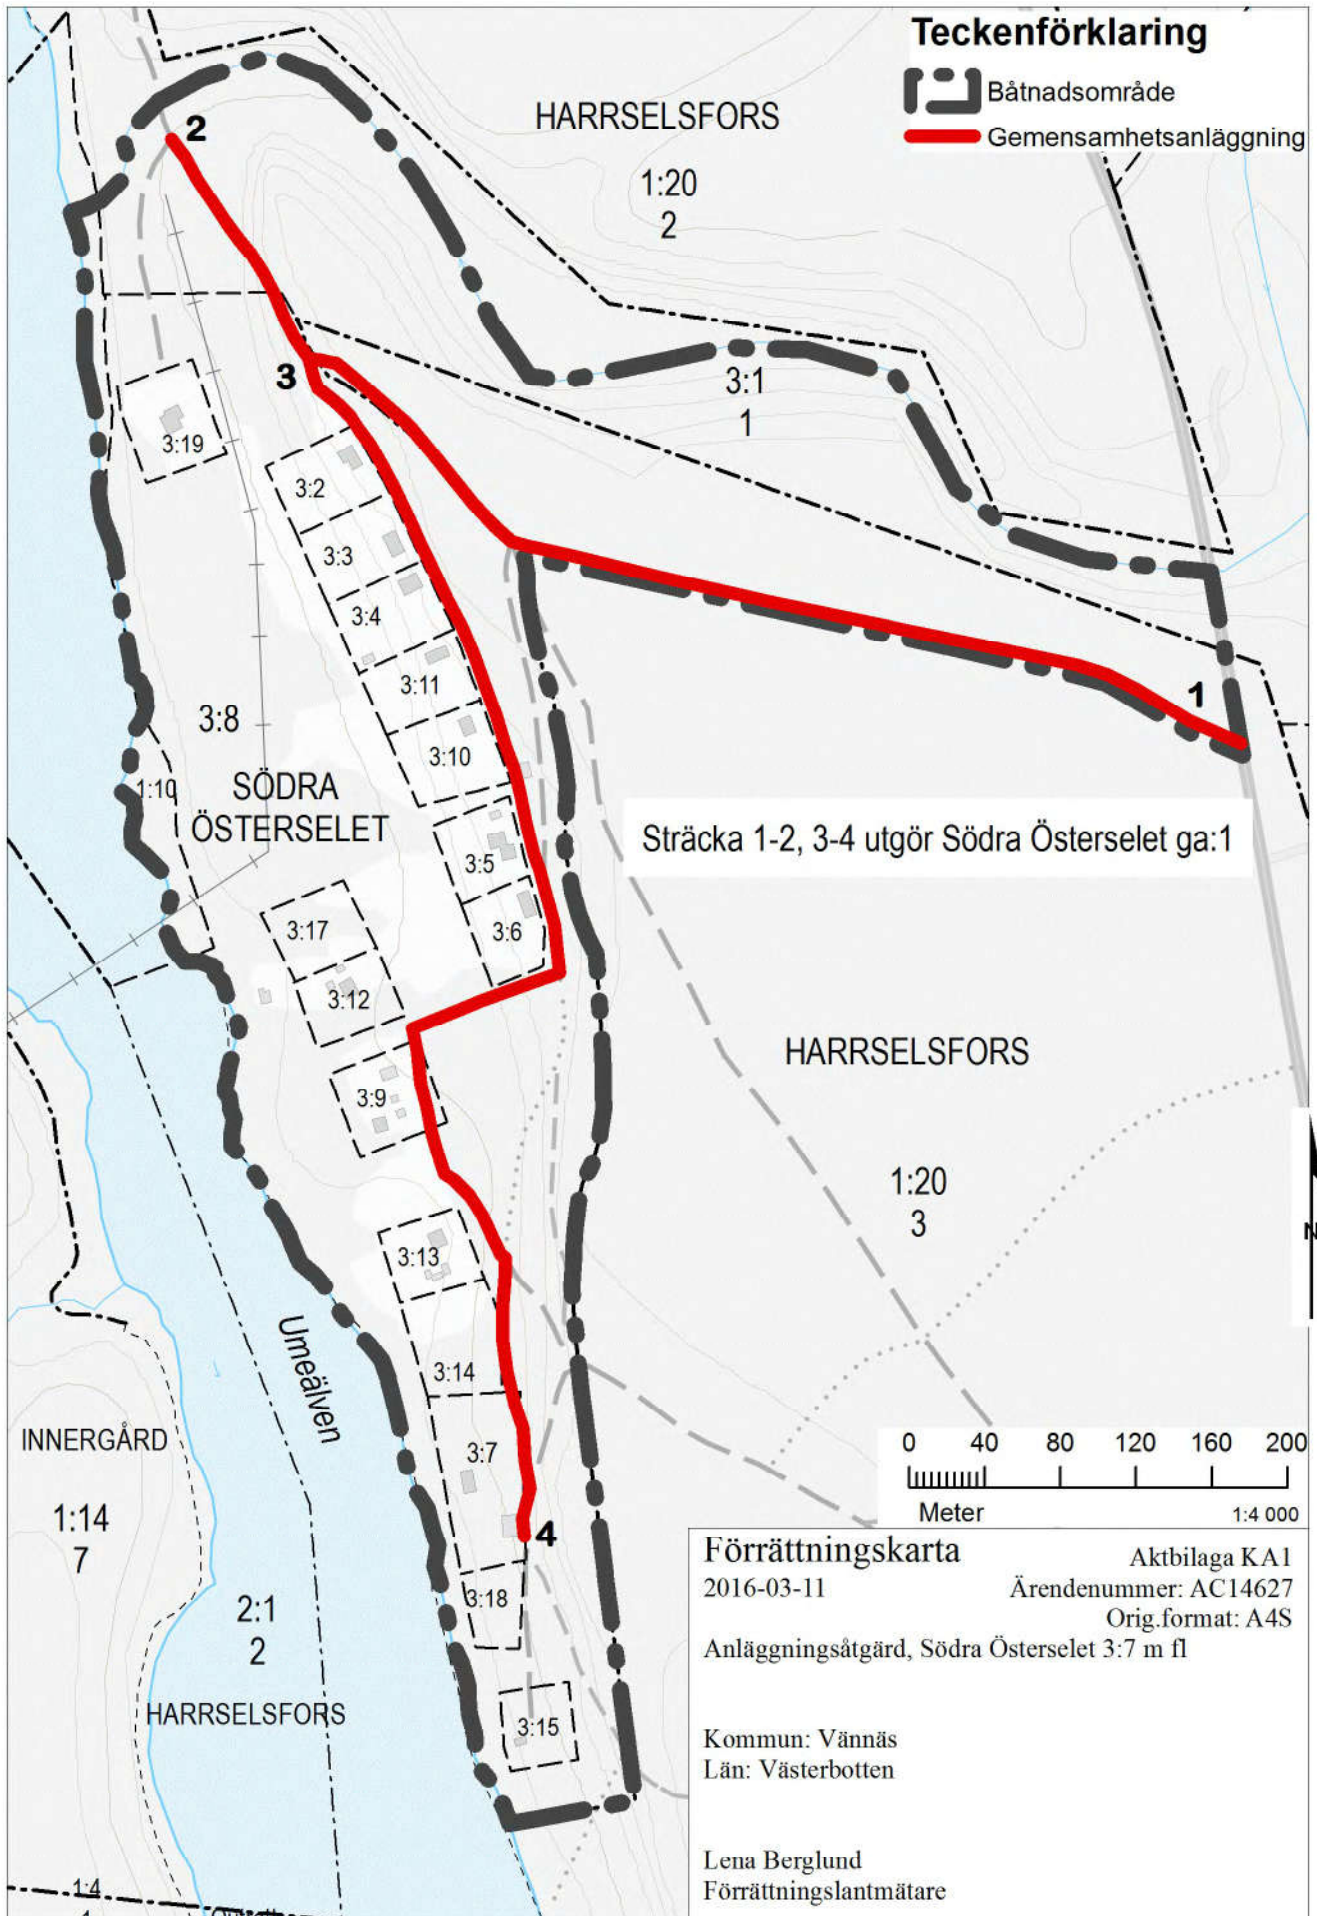 Teckenförklaring
Båtnadsområde
Gemensamhetsanläggning
HARRSELSFORS
1:20
2
2
3
3:1
1
3:19
3:2
3:3
3:4
3:11
3:10
3:8
1:10
SÖDRA
ÖSTERSELET
1
Sträcka 1-2, 3-4 utgör Södra Österselet ga:1
3:5
3:6
3:17
3:12
3:9
HARRSELSFORS
1:20
3
N
3:13
3:14
Umeälven
3:7
4
3:18
3:15
INNERGÅRD
1:14
7
2:1
2
HARRSELSFORS
1:4
0 40 80 120 160 200
Meter 1:4 000
Förrättningskarta
2016-03-11
Aktbilaga KA1
Ärendenummer: AC14627
Orig.format: A4S
Anläggningsåtgärd, Södra Österselet 3:7 m fl
Kommun: Vännäs
Län: Västerbotten
Lena Berglund
Förrättningslantmätare